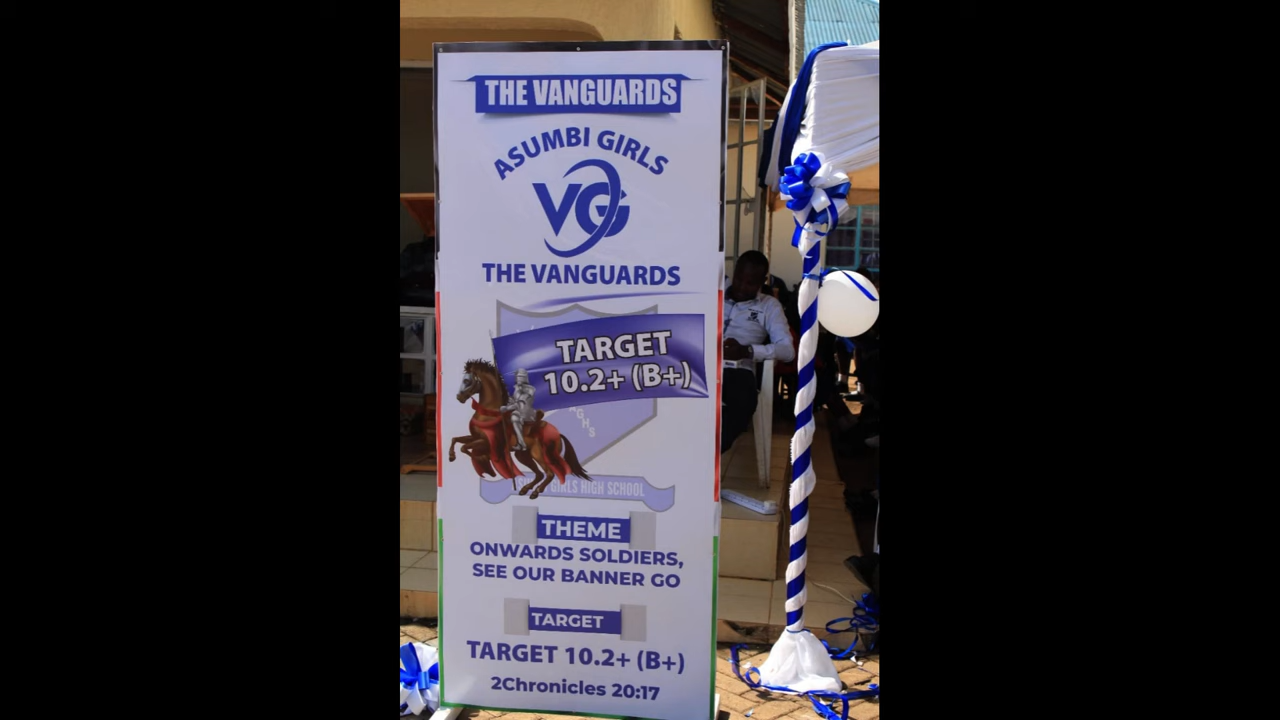 THE VANGUARDS
ASUMBI GIRLS
VG
THE VANGUARDS
TARGET
10.2+ (B+)
GHS
GIRLS HIGH SCHOOL
THEME
ONWARDS SOLDIERS,
SEE OUR BANNER GO
TARGET
TARGET 10.2+ (B+)
2Chronicles 20:17